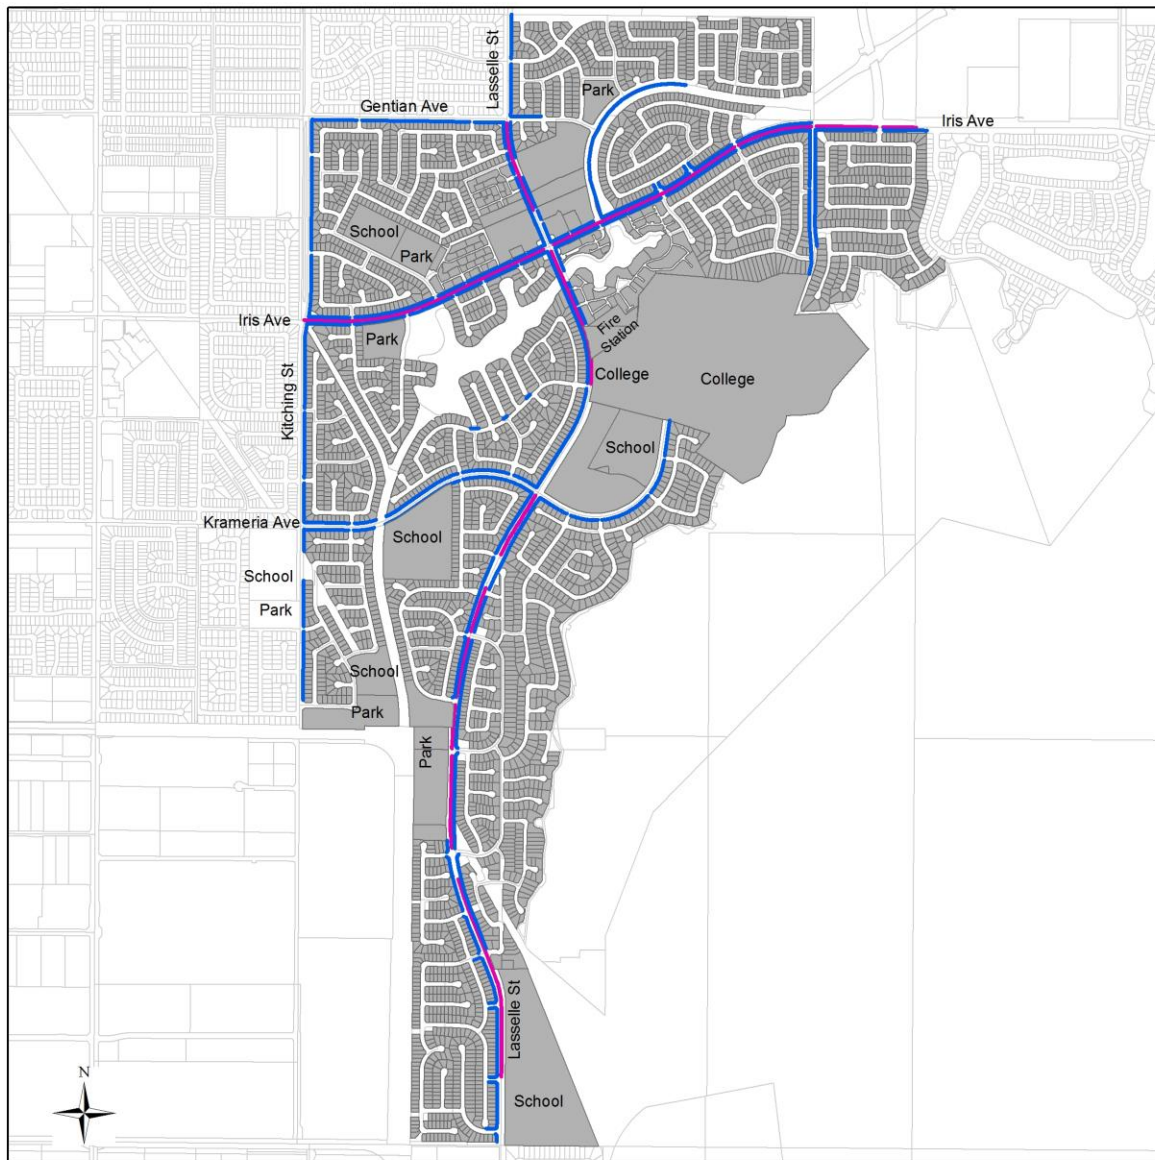 Lasselle St
Park
Gentian Ave
Iris Ave
School
Park
Iris Ave
Fire
Station
Park
Kitching St
College
College
School
Krameria Ave
School
School
Park
School
Park
Park
Lasselle St
N
School